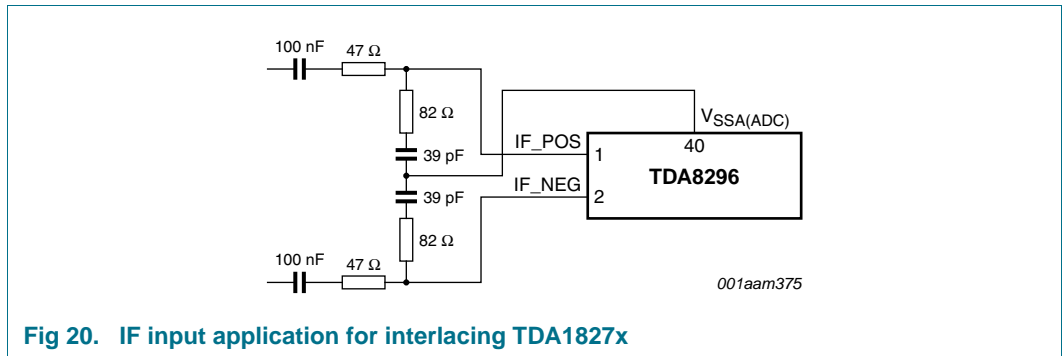 100 nF
47 Ω
82 Ω
39 pF
39 pF
82 Ω
100 nF
47 Ω
IF_POS
IF_NEG
VSSA(ADC)
40
1
2
TDA8296
001aam375
Fig 20. IF input application for interlacing TDA1827x